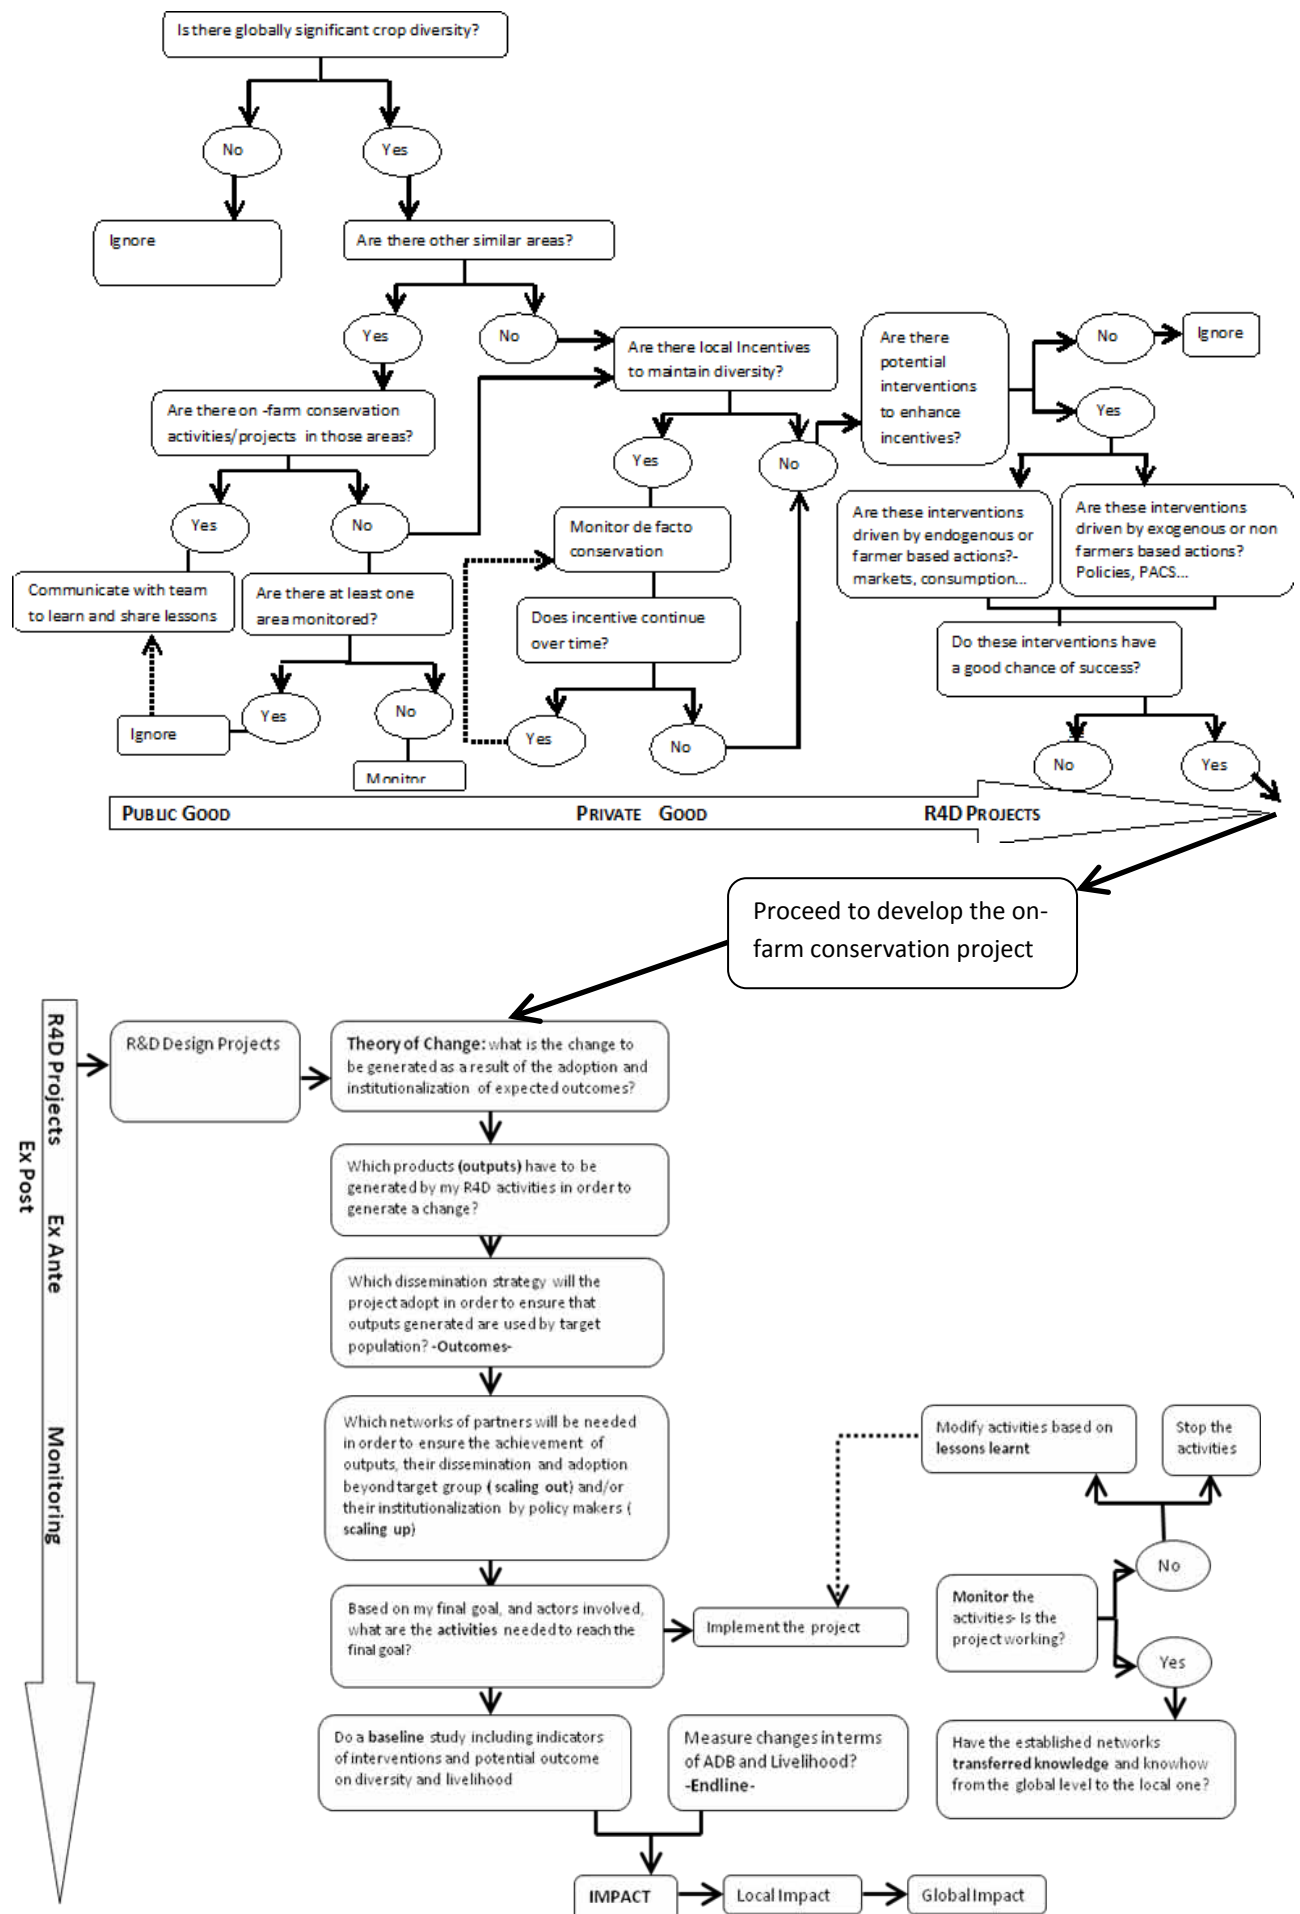 Is there globally significant crop diversity?
No
Yes
Ignore
Are there other similar areas?
Yes
No
Are there local Incentives
to maintain diversity?
Are there
potential
interventions
to enhance
incentives?
No
Ignore
Yes
Are there on -farm conservation
activities/projects in those areas?
Yes
No
Yes
No
Monitor de facto
conservation
Are these interventions
driven by endogenous or
farmer based actions?-
markets, consumption...
Are these interventions
driven by exogenous or non
farmers based actions?
Policies, PACS...
Communicate with team
to learn and share lessons
Are there at least one
area monitored?
Does incentive continue
over time?
Do these interventions have
a good chance of success?
Ignore
Yes
No
Monitor
Yes
No
No
Yes
PUBLIC GOOD
PRIVATE GOOD
R4D PROJECTS
Proceed to develop the on-
farm conservation project
R4D Projects
Ex Post
Ex Ante
Monitoring
R&D Design Projects
Theory of Change: what is the change to
be generated as a result of the adoption and
institutionalization of expected outcomes?
Which products (outputs) have to be
generated by my R4D activities in order to
generate a change?
Which dissemination strategy will the
project adopt in order to ensure that
outputs generated are used by target
population? -Outcomes-
Which networks of partners will be needed
in order to ensure the achievement of
outputs, their dissemination and adoption
beyond target group ( scaling out) and/or
their institutionalization by policy makers (
scaling up)
Modify activities based on
lessons learnt
Stop the
activities
No
Based on my final goal, and actors involved,
what are the activities needed to reach the
final goal?
Implement the project
Monitor the
activities- Is the
project working?
Yes
Do a baseline study including indicators
of interventions and potential outcome
on diversity and livelihood
Measure changes in terms
of ADB and Livelihood?
-Endline-
Have the established networks
transferred knowledge and knowhow
from the global level to the local one?
IMPACT
Local Impact
Global Impact